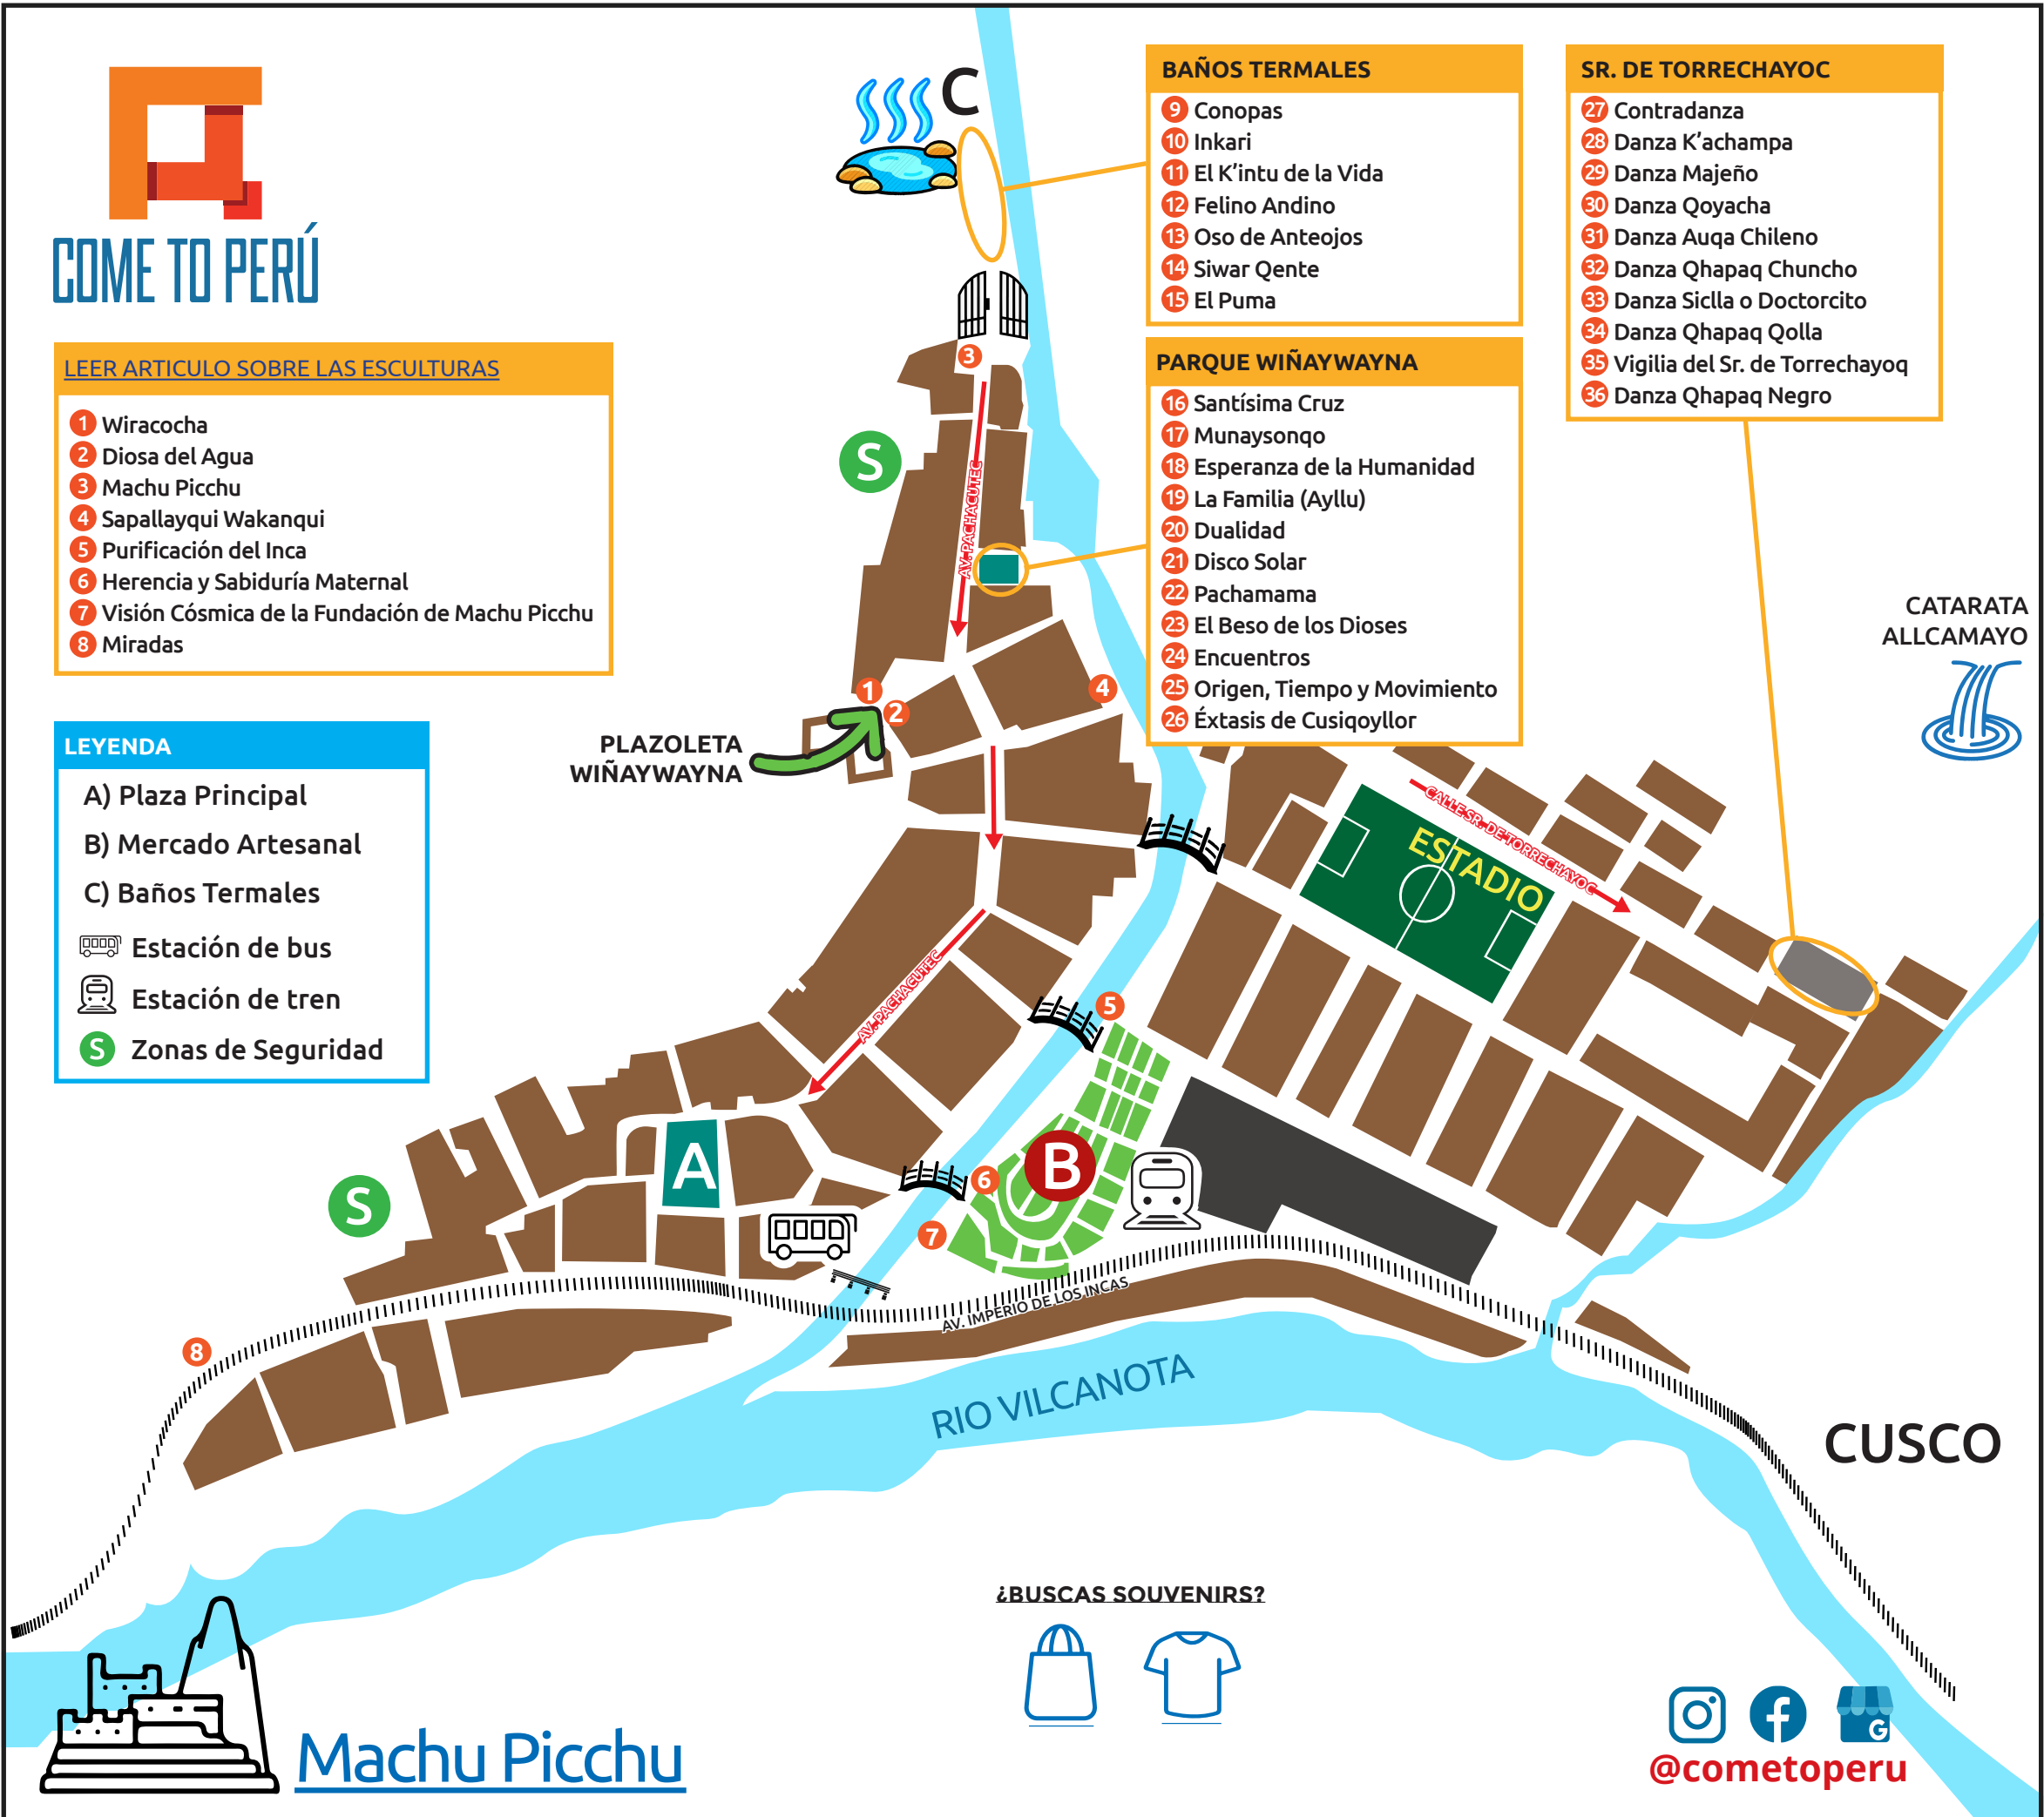 COME TO PERÚ
LEER ARTICULO SOBRE LAS ESCULTURAS
1 Wiracocha
2 Diosa del Agua
3 Machu Picchu
4 Sapallayqui Wakanqui
5 Purificación del Inca
6 Herencia y Sabiduría Maternal
7 Visión Cósmica de la Fundación de Machu Picchu
8 Miradas
LEYENDA
A) Plaza Principal
B) Mercado Artesanal
C) Baños Termales
Estación de bus
Estación de tren
S Zonas de Seguridad
C
BAÑOS TERMALES
9 Conopas
10 Inkari
11 El K'intu de la Vida
12 Felino Andino
13 Oso de Anteojos
14 Siwar Qente
15 El Puma
PARQUE WIÑAYWAYNA
16 Santísima Cruz
17 Munaysonqo
18 Esperanza de la Humanidad
19 La Familia (Ayllu)
20 Dualidad
21 Disco Solar
22 Pachamama
23 El Beso de los Dioses
24 Encuentros
25 Origen, Tiempo y Movimiento
26 Éxtasis de Cusiqoyllor
SR. DE TORRECHAYOC
27 Contradanza
28 Danza K'achampa
29 Danza Majeño
30 Danza Qoyacha
31 Danza Auqa Chileno
32 Danza Qhapaq Chuncho
33 Danza Siclla o Doctorcito
34 Danza Qhapaq Qolla
35 Vigilia del Sr. de Torrechayoq
36 Danza Qhapaq Negro
CATARATA
ALLCAMAYO
3
S
AV. PACHACUTEC
1
2
4
PLAZOLETA
WIÑAYWAYNA
CALLE SR. DE TORRECHAYOC
ESTADIO
AV. PACHACUTEC
5
A
B
S
6
7
8
AV. IMPERIO DE LOS INCAS
RIO VILCANOTA
CUSCO
¿BUSCAS SOUVENIRS?
Machu Picchu
G
@cometoperu